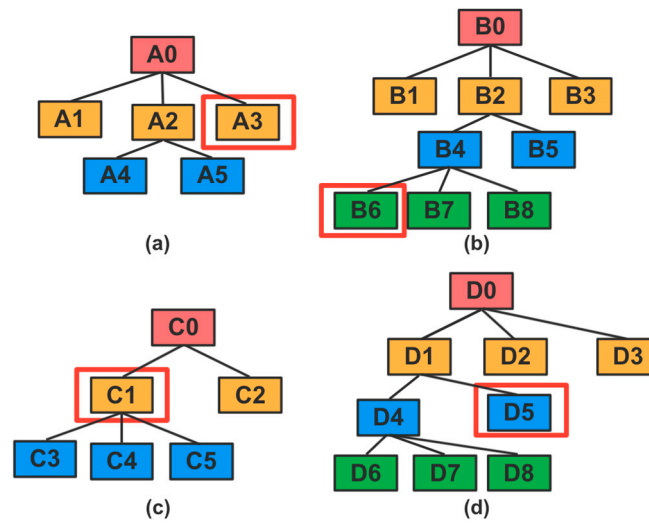 A0
A1 A2 A3
A4 A5
(a)
B0
B1 B2 B3
B4 B5
B6 B7 B8
(b)
C0
C1 C2
C3 C4 C5
(c)
D0
D1 D2 D3
D4 D5
D6 D7 D8
(d)